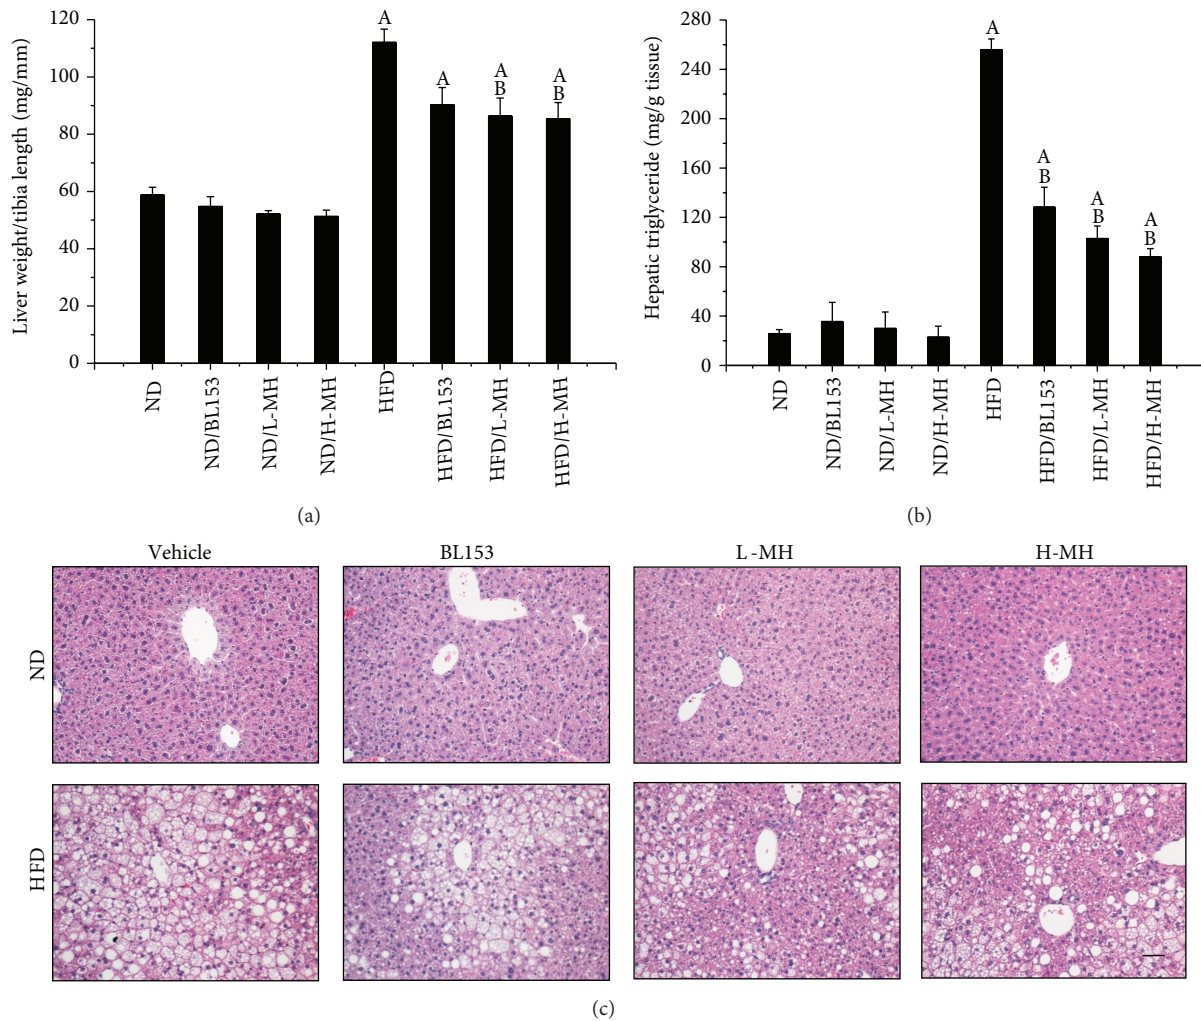 120
100
80
60
40
20
0
Liver weight/tibia length (mg/mm)
A
A
A
B
A
B
ND
ND/BL153
ND/L-MH
ND/H-MH
HFD
HFD/BL153
HFD/L-MH
HFD/H-MH
(a)
280
240
200
160
120
80
40
0
Hepatic triglyceride (mg/g tissue)
A
A
B
A
B
A
B
ND
ND/BL153
ND/L-MH
ND/H-MH
HFD
HFD/BL153
HFD/L-MH
HFD/H-MH
(b)
Vehicle
BL153
L-MH
H-MH
ND
HFD
(c)